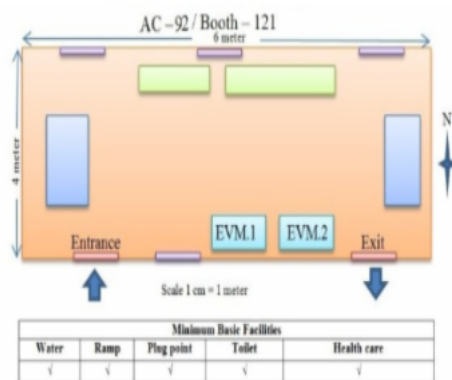 AC – 92 / Booth – 121
6 meter
4 meter
N
EVM.1 EVM.2
Entrance Exit
Scale 1 cm = 1 meter
Minimum Basic Facilities
Water Ramp Plug point Toilet Health care
√ √ √ √ √